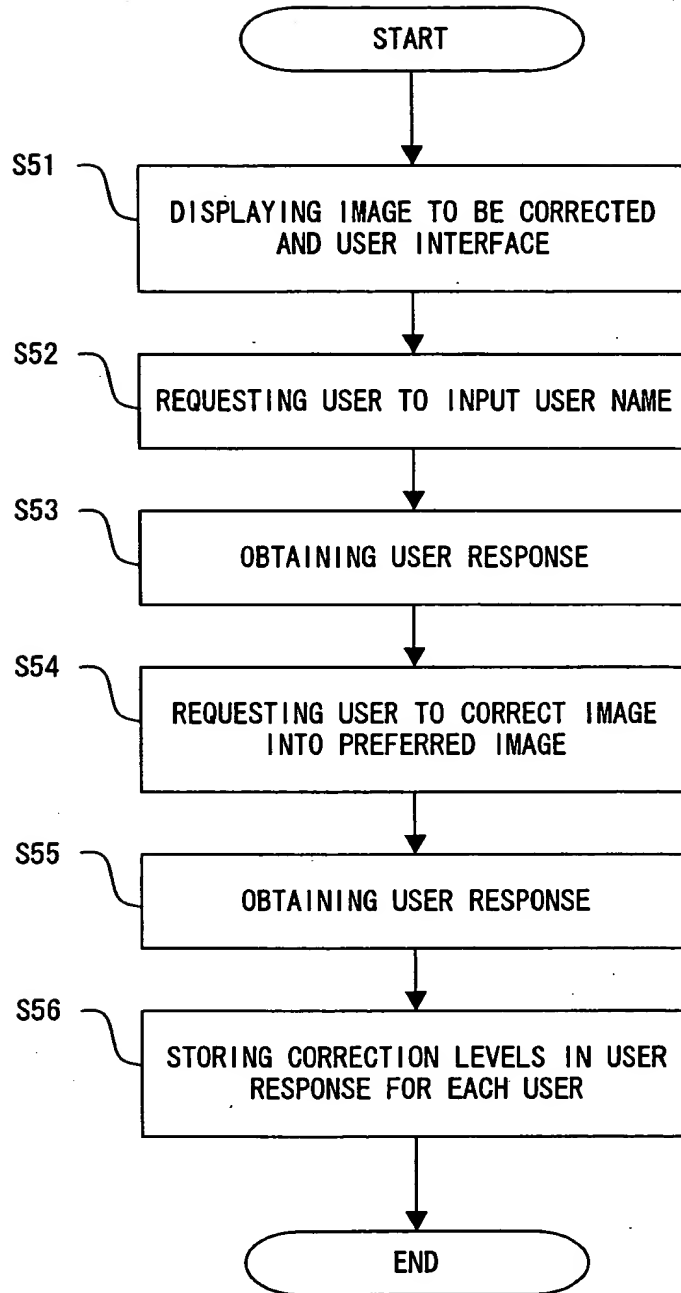 START
S51
DISPLAYING IMAGE TO BE CORRECTED
AND USER INTERFACE
S52
REQUESTING USER TO INPUT USER NAME
S53
OBTAINING USER RESPONSE
S54
REQUESTING USER TO CORRECT IMAGE
INTO PREFERRED IMAGE
S55
OBTAINING USER RESPONSE
S56
STORING CORRECTION LEVELS IN USER
RESPONSE FOR EACH USER
END